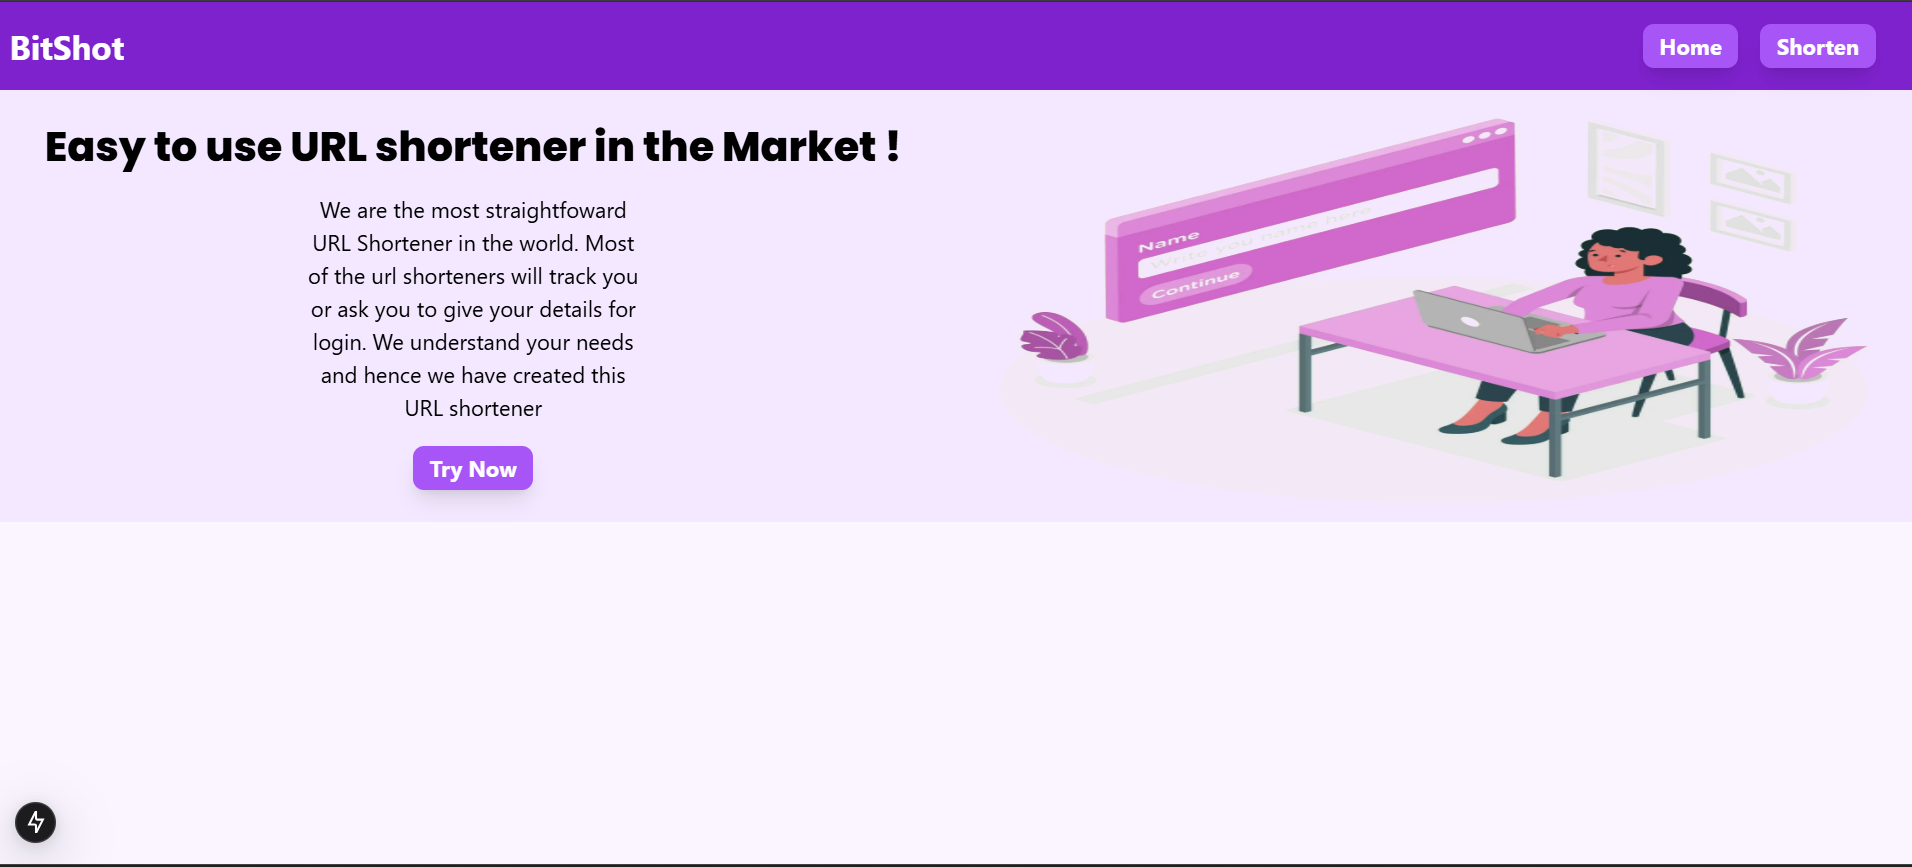 BitShot
Home
Shorten
Easy to use URL shortener in the Market !
We are the most straightfoward
URL Shortener in the world. Most
of the url shorteners will track you
or ask you to give your details for
login. We understand your needs
and hence we have created this
URL shortener
Try Now
Name
Write you name here
Continue